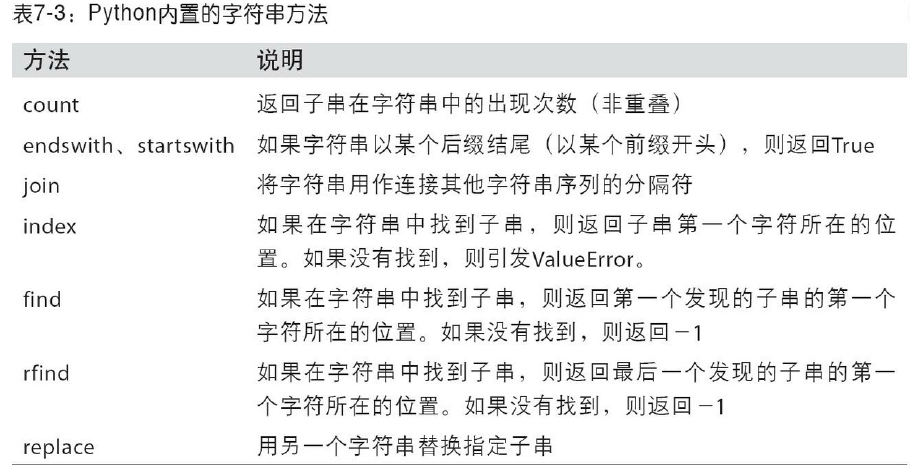 表7-3：Python内置的字符串方法
方法 说明
count 返回子串在字符串中的出现次数（非重叠）
endswith、startswith 如果字符串以某个后缀结尾（以某个前缀开头），则返回True
join 将字符串用作连接其他字符串序列的分隔符
index 如果在字符串中找到子串，则返回子串第一个字符所在的位
置。如果没有找到，则引发ValueError。
find 如果在字符串中找到子串，则返回第一个发现的子串的第一个
字符所在的位置。如果没有找到，则返回－1
rfind 如果在字符串中找到子串，则返回最后一个发现的子串的第一
个字符所在的位置。如果没有找到，则返回－1
replace 用另一个字符串替换指定子串